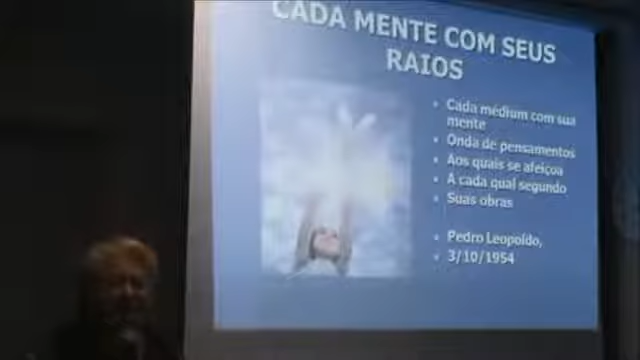 CADA MENTE COM SEUS
RAIOS
Cada médium com sua
mente
Onda de pensamentos
Aos quais se afeiçoa
A cada qual segundo
Suas obras
Pedro Leopoldo,
3/10/1954